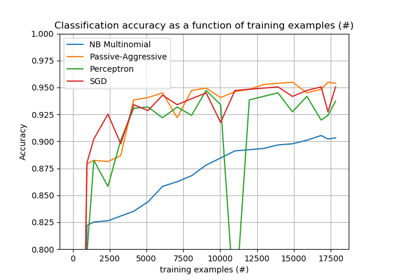 Classification accuracy as a function of training examples (#)
1.000
0.975
0.950
0.925
0.900
0.875
0.850
0.825
0.800
Accuracy
NB Multinomial
Passive-Aggressive
Perceptron
SGD
0 2500 5000 7500 10000 12500 15000 17500
training examples (#)